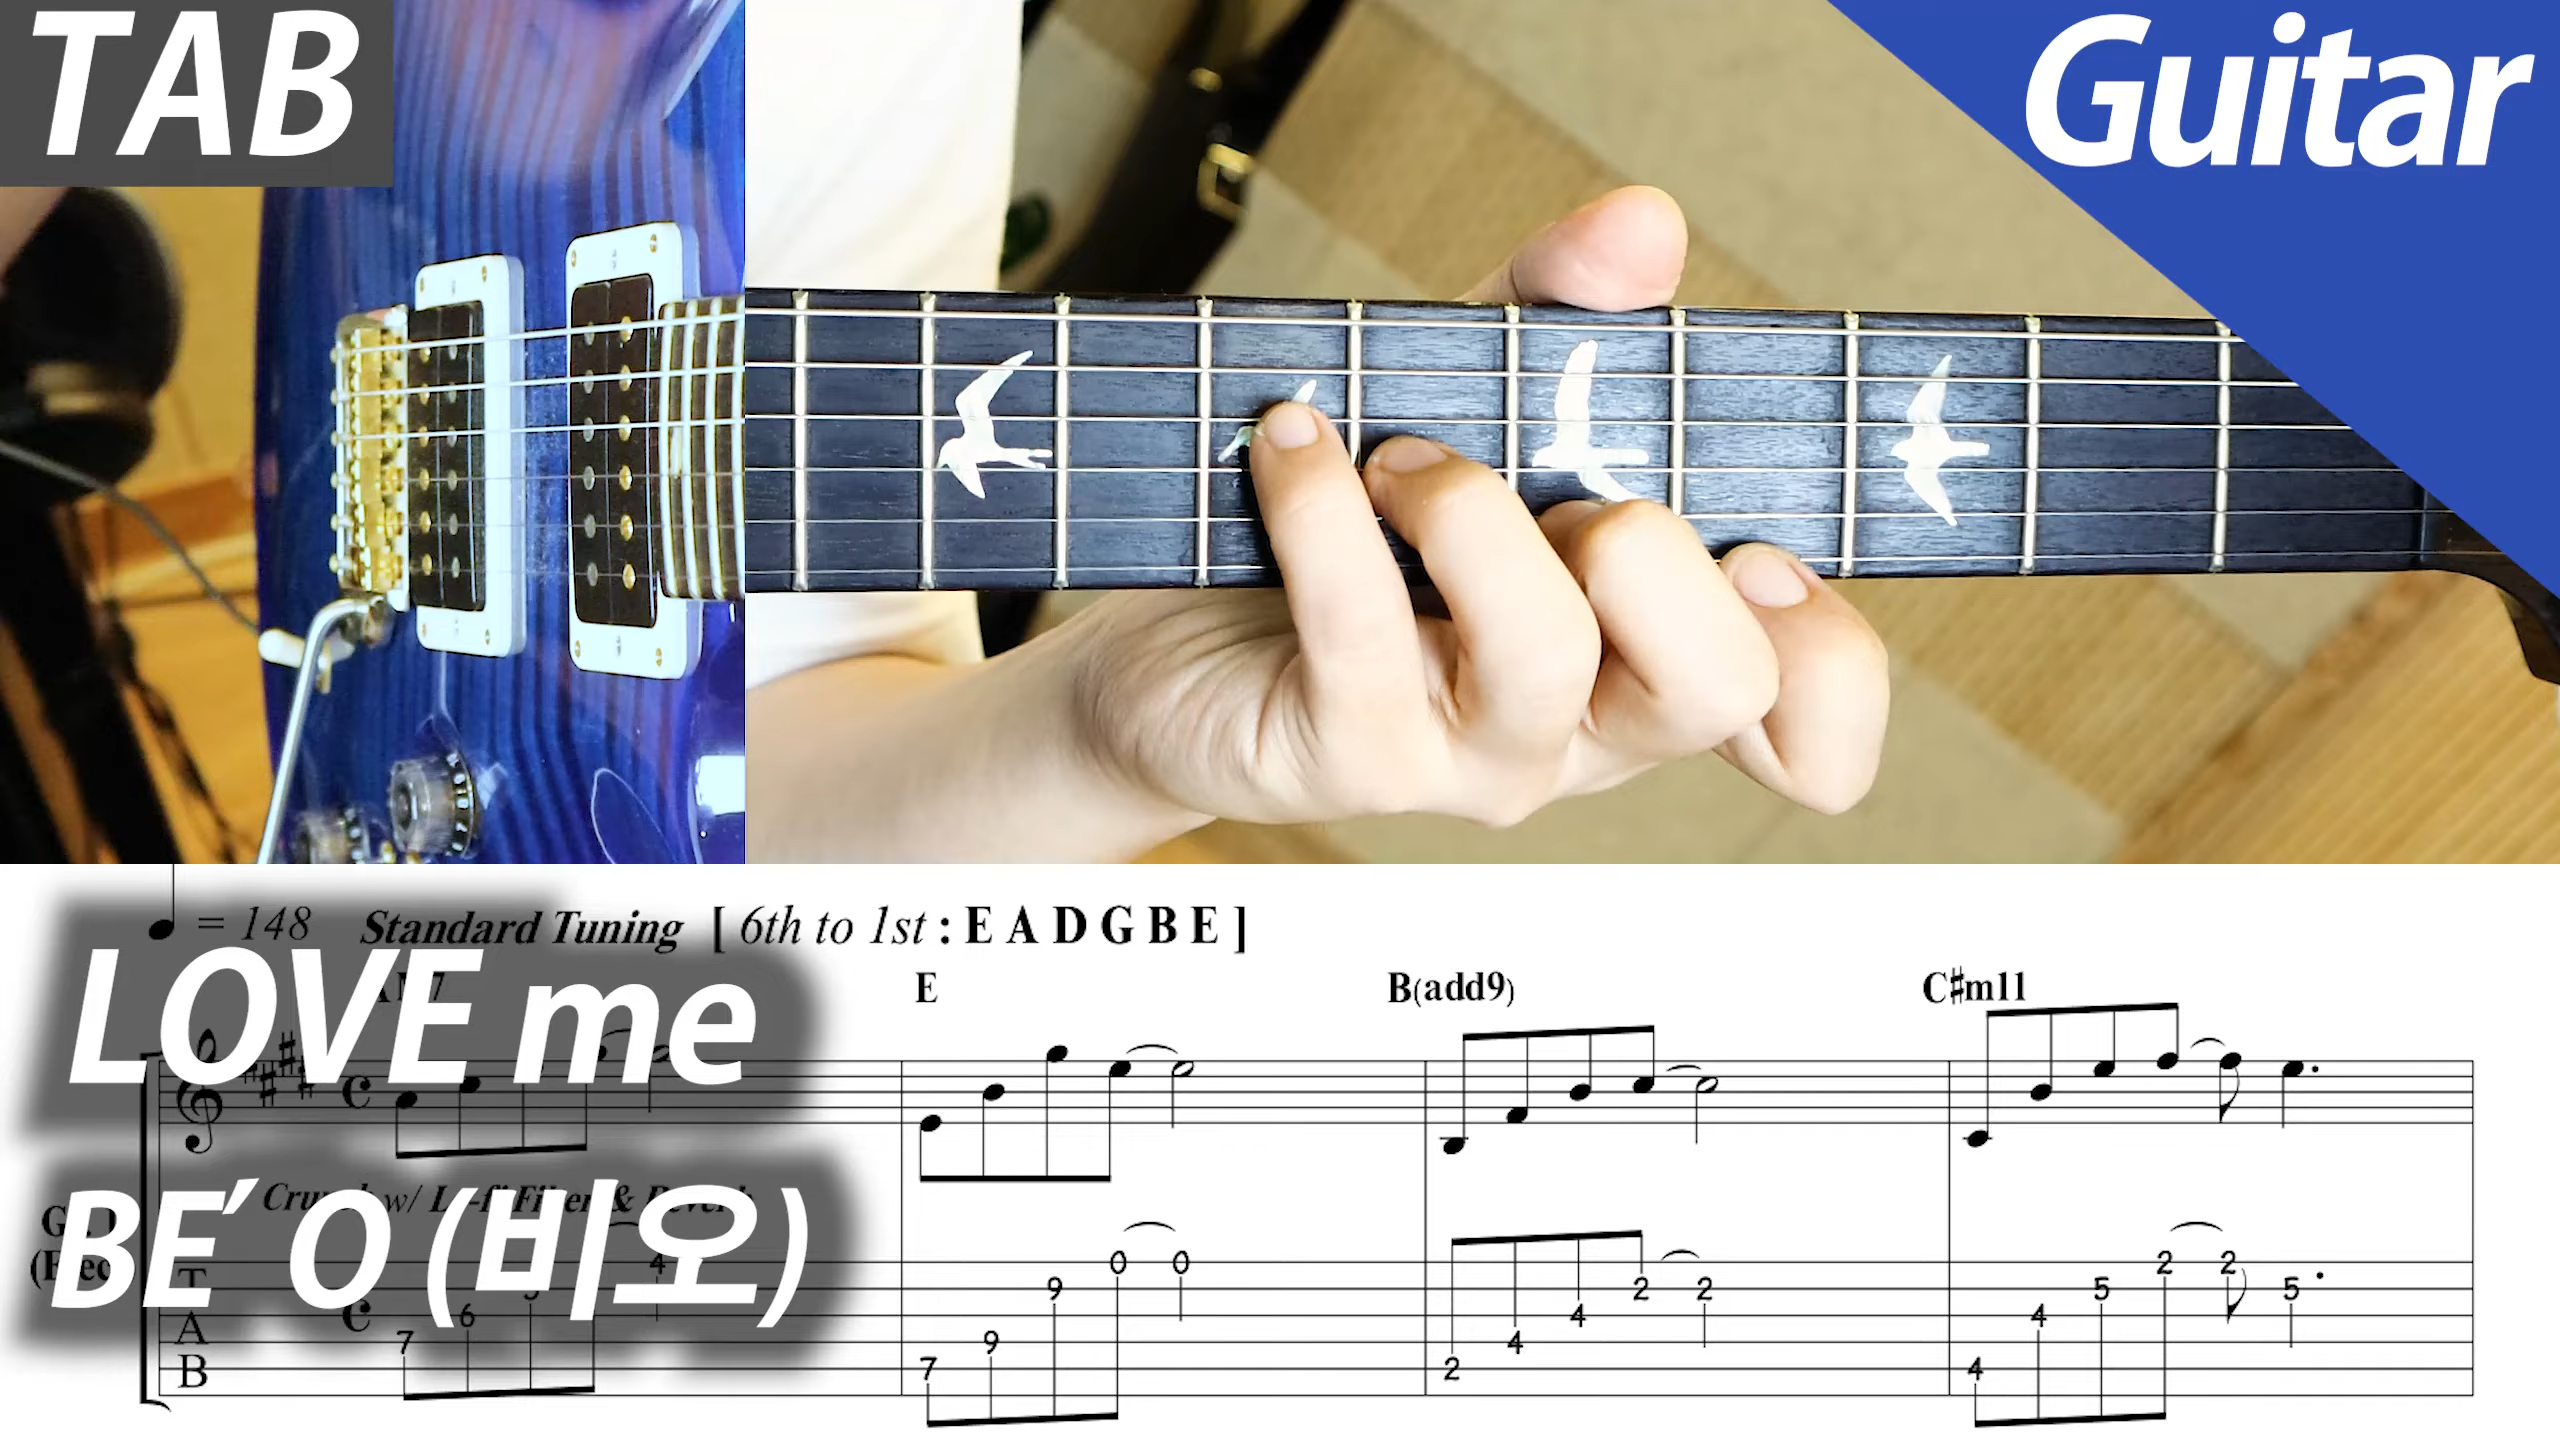 TAB
Guitar
= 148 Standard Tuning [ 6th to 1st : E A D G B E ]
E B(add9) C♯m11
LOVE me
BE´O (비오)
T
A
B
4
9 0 0
7 9
2 4 4 2 2
4 4 5 2 2 5
7 6